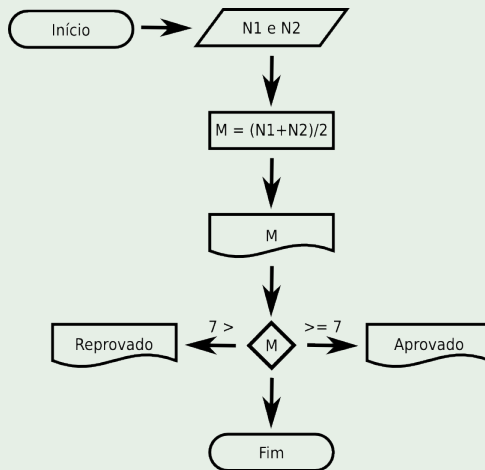 Início
N1 e N2
M = (N1+N2)/2
M
7 >
>= 7
Reprovado
M
Aprovado
Fim